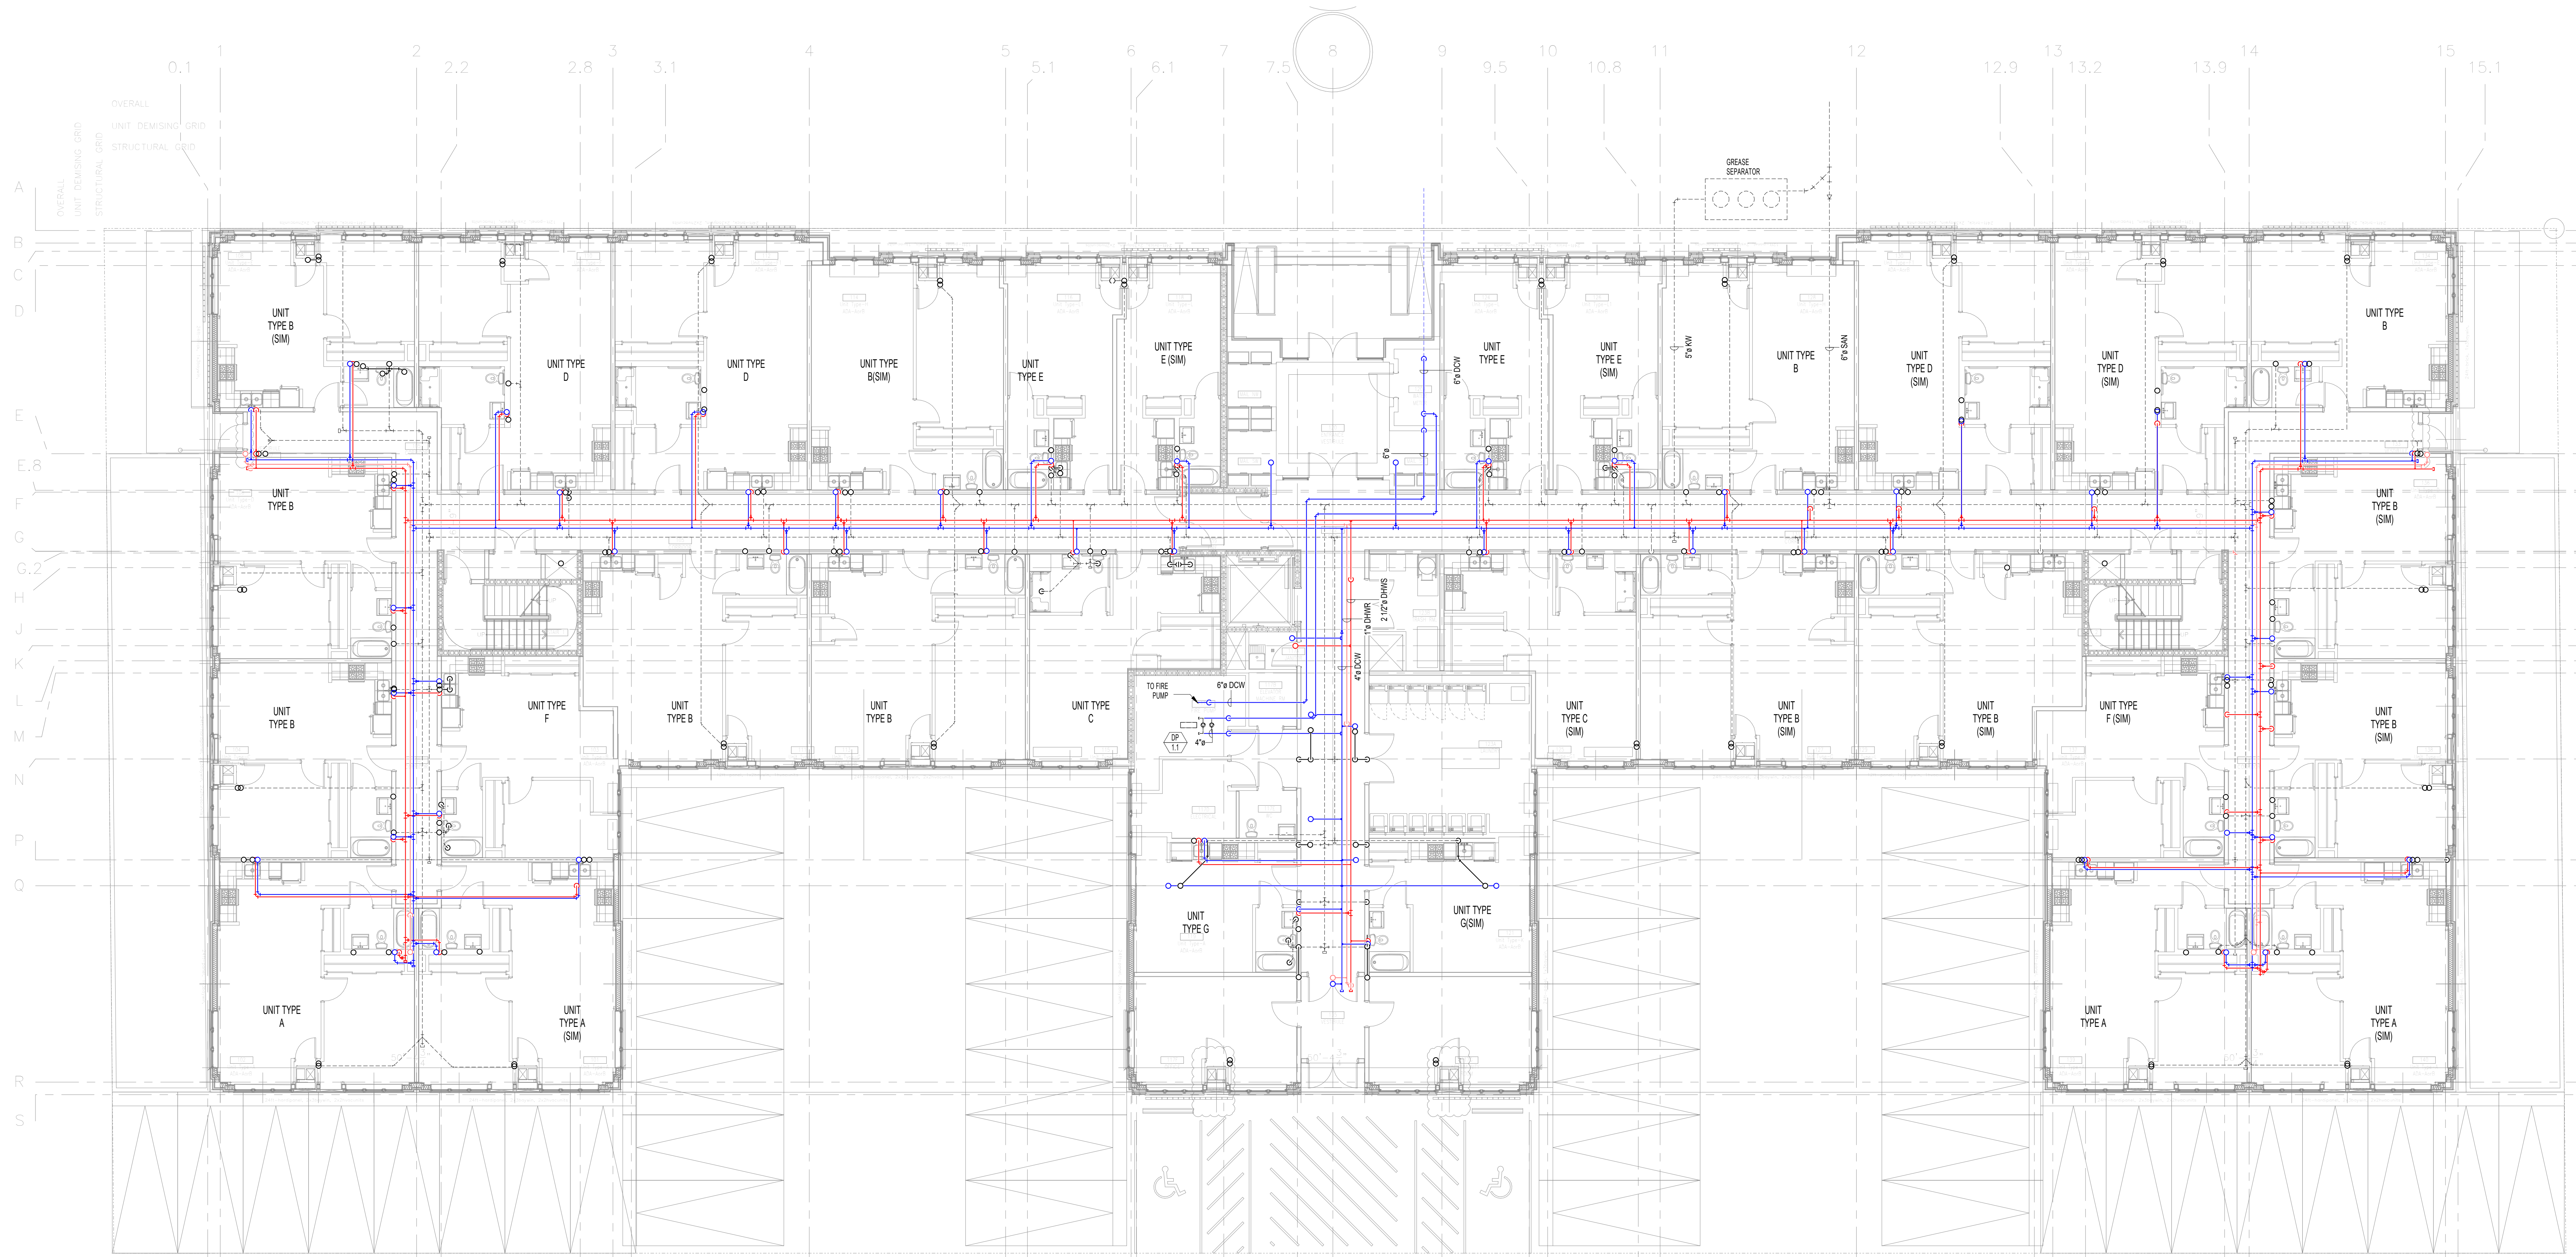 1
2
3
4
5
6
7
8
9
10
11
12
13
14
15
0.1
2.2
2.8
3.1
5.1
6.1
7.5
9.5
10.8
12.9
13.2
13.9
15.1
OVERALL
UNIT DEMISING GRID
STRUCTURAL GRID
OVERALL
UNIT DEMISING GRID
STRUCTURAL GRID
A
B
C
D
E
E.8
F
G
G.2
H
J
K
L
M
N
P
Q
R
S
GREASE
SEPARATOR
UNIT
TYPE B
(SIM)
UNIT TYPE
D
UNIT TYPE
D
UNIT TYPE
B(SIM)
UNIT
TYPE E
UNIT TYPE
E (SIM)
6"ø DCW
6"ø
UNIT
TYPE E
UNIT
TYPE E
(SIM)
5"ø KW
UNIT TYPE
B
6"ø SAN
UNIT
TYPE D
(SIM)
UNIT
TYPE D
(SIM)
UNIT TYPE
B
UNIT
TYPE B
UNIT
TYPE B
(SIM)
1"ø DHWR
2 1/2"ø DHWS
4"ø DCW
TO FIRE
PUMP
6"ø DCW
DP
1.1
4"ø
UNIT
TYPE B
UNIT TYPE
F
UNIT
TYPE B
UNIT
TYPE B
UNIT TYPE
C
UNIT
TYPE C
(SIM)
UNIT
TYPE B
(SIM)
UNIT
TYPE B
(SIM)
UNIT TYPE
F (SIM)
UNIT
TYPE B
(SIM)
UNIT
TYPE G
UNIT TYPE
G(SIM)
UNIT TYPE
A
UNIT
TYPE A
(SIM)
UNIT
TYPE A
UNIT
TYPE A
(SIM)